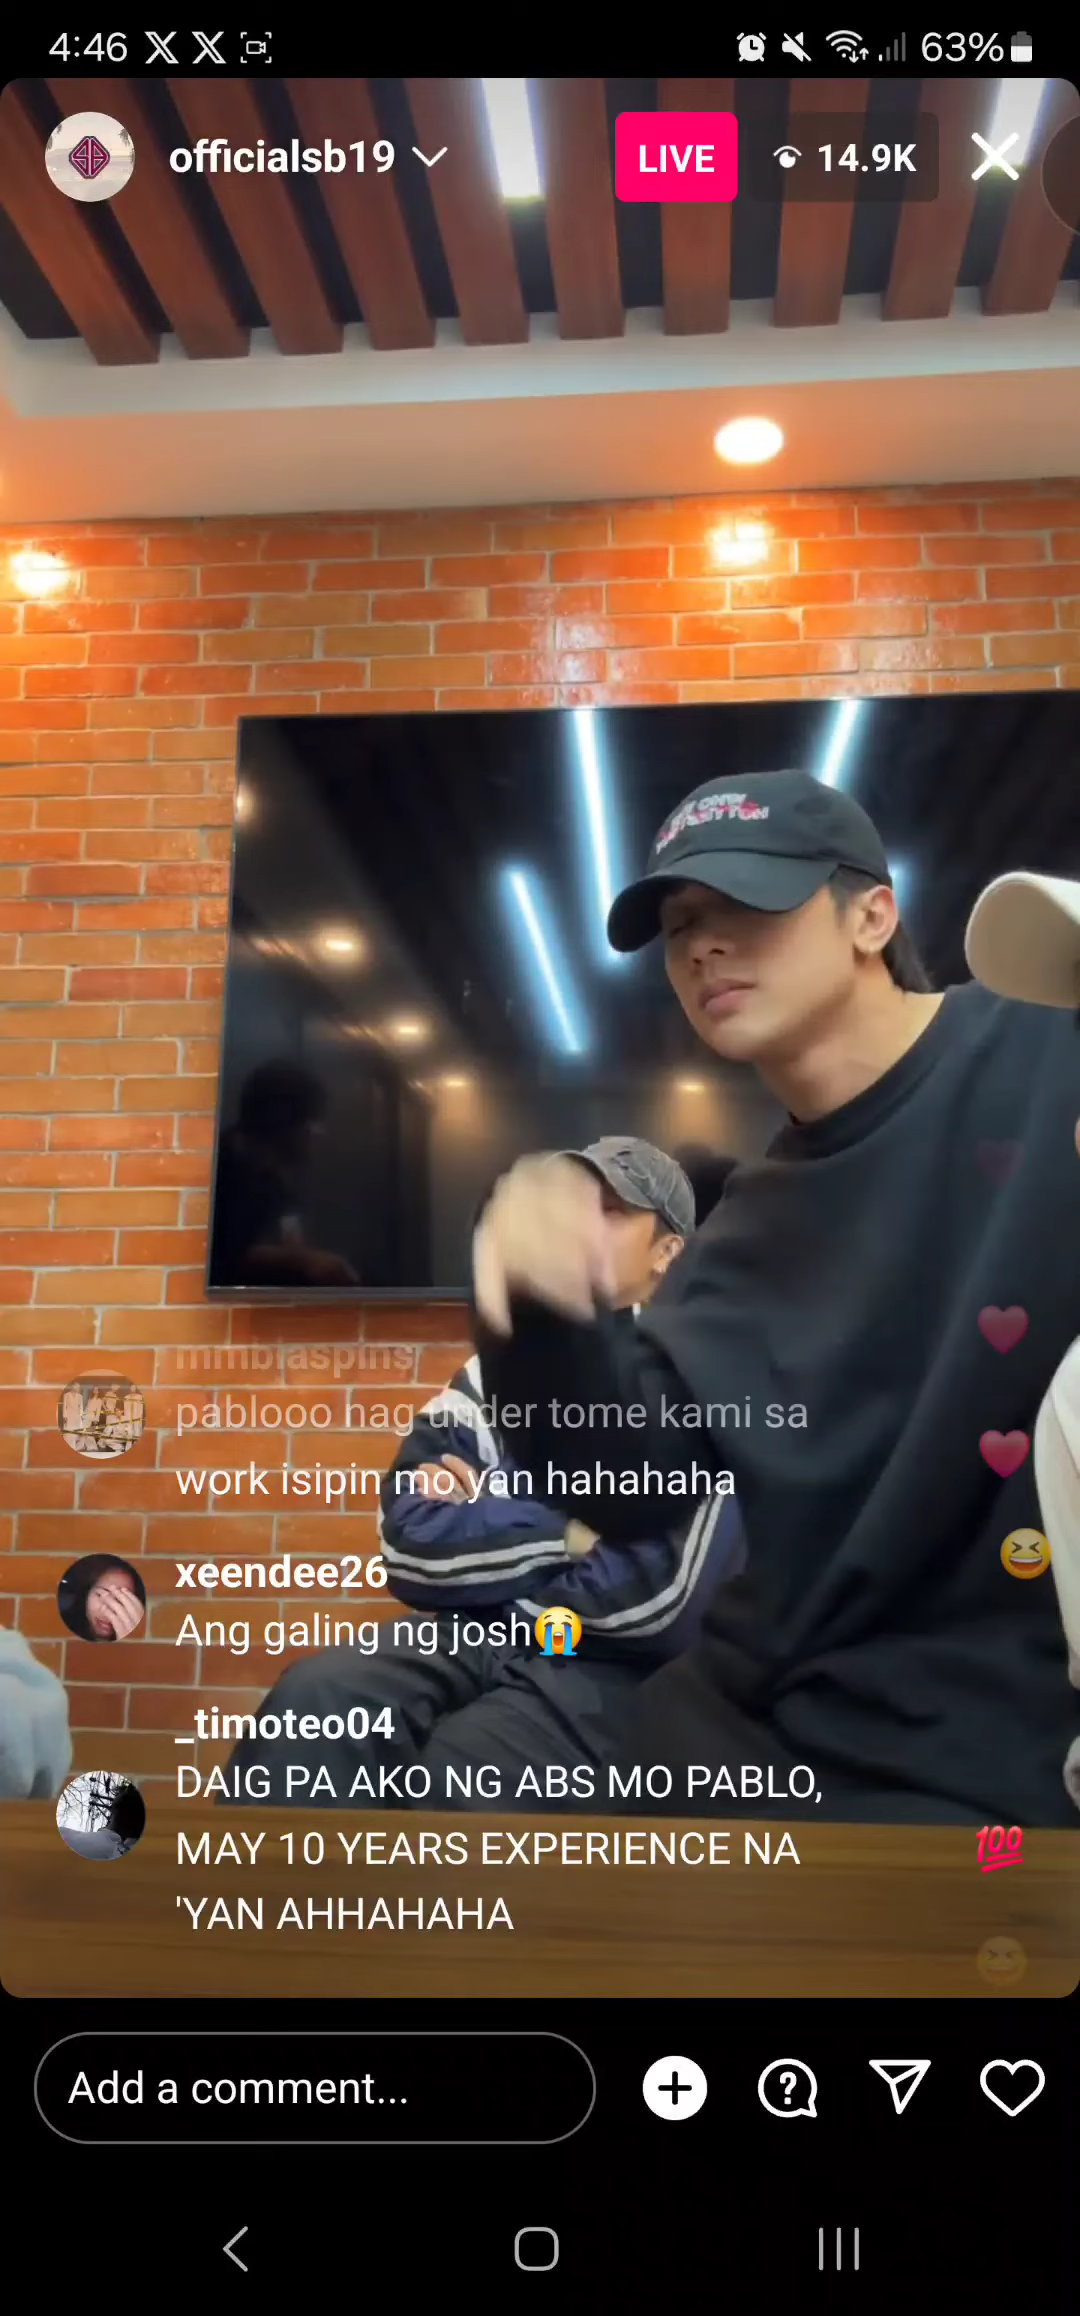 4:46
63%
officialsb19
LIVE
14.9K
mmblaspins
pablooo nag under tome kami sa
work isipin mo yan hahahaha
xeendee26
Ang galing ng josh😭
_timoteo04
DAIG PA AKO NG ABS MO PABLO,
MAY 10 YEARS EXPERIENCE NA
'YAN AHHAHAHA
💯
Add a comment...